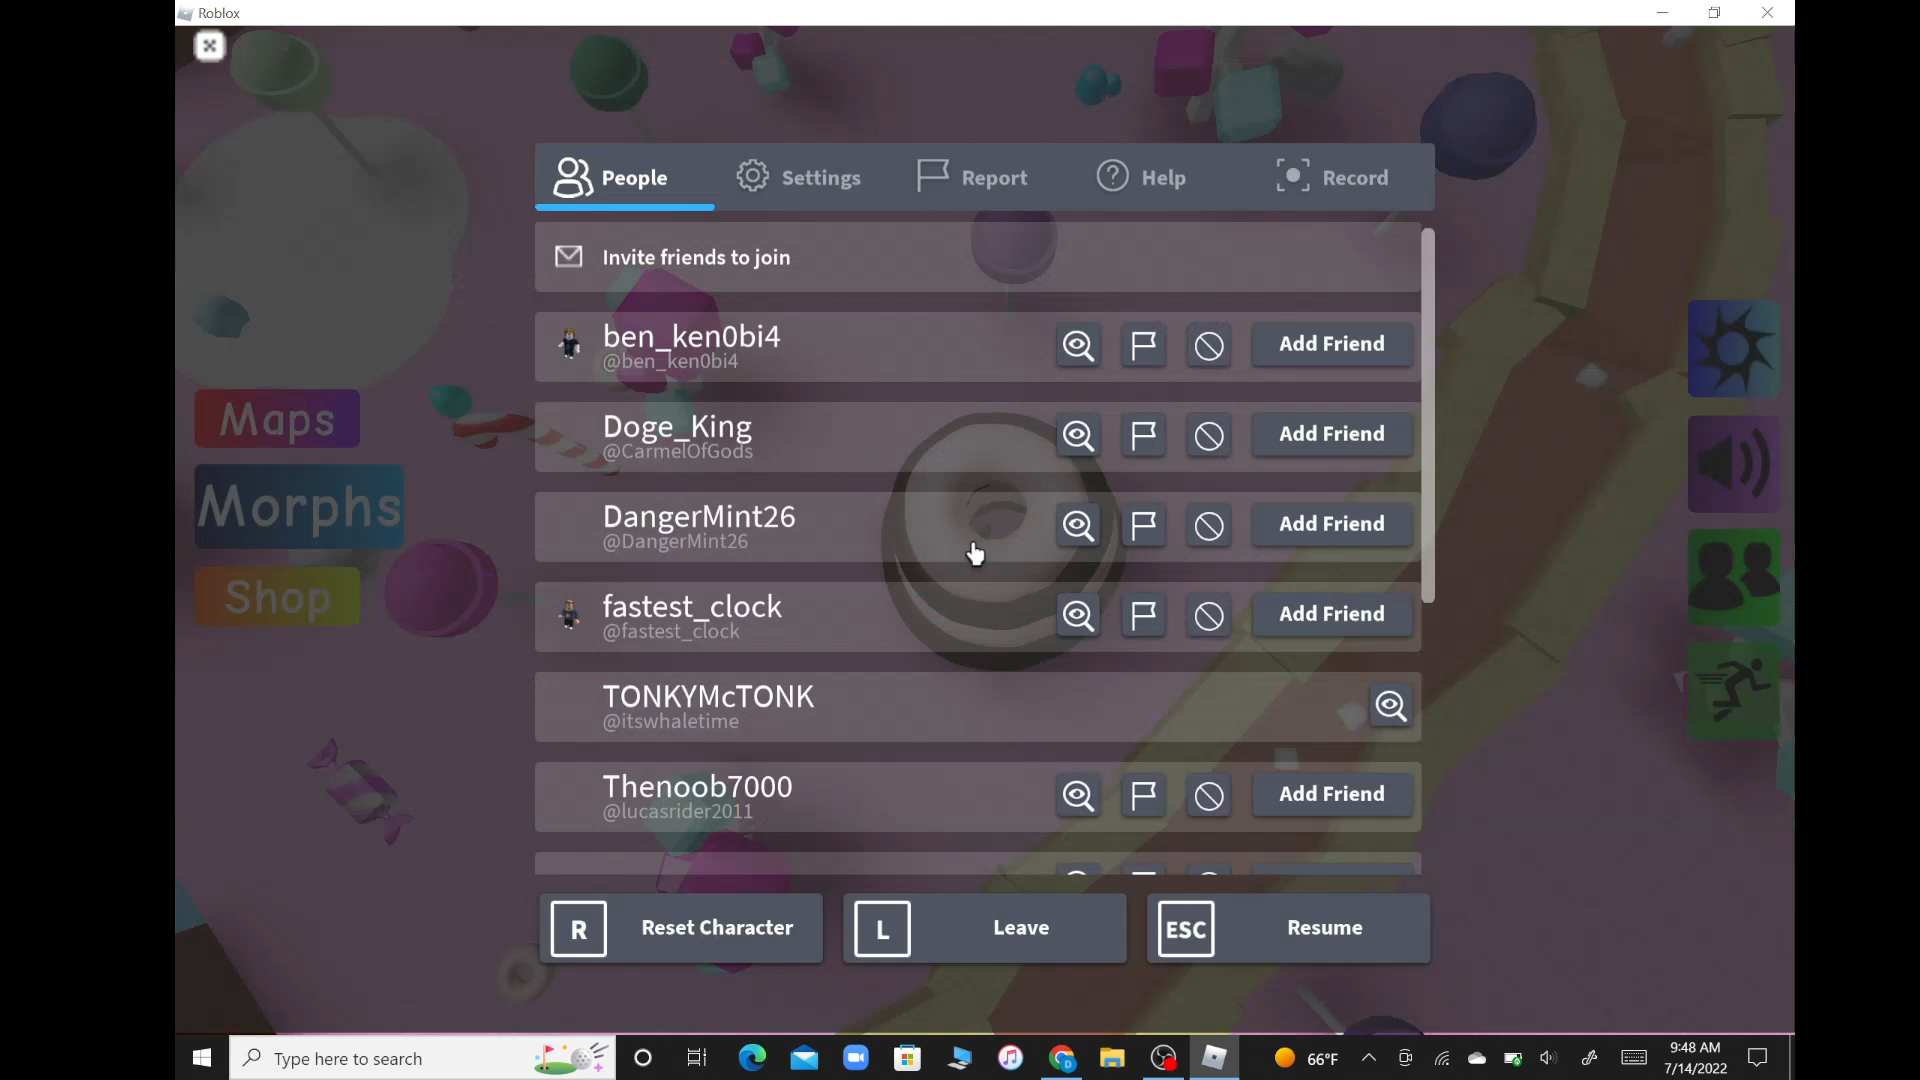 Roblox
People Settings Report Help Record
Invite friends to join
ben_ken0bi4
@ben_ken0bi4
Add Friend
Doge_King
@CarmelOfGods
Add Friend
DangerMint26
@DangerMint26
Add Friend
fastest_clock
@fastest_clock
Add Friend
TONKYMcTONK
@itswhaletime
Thenoob7000
@lucasrider2011
Add Friend
Maps
Morphs
Shop
R Reset Character
L Leave
ESC Resume
Type here to search
66°F
9:48 AM
7/14/2022